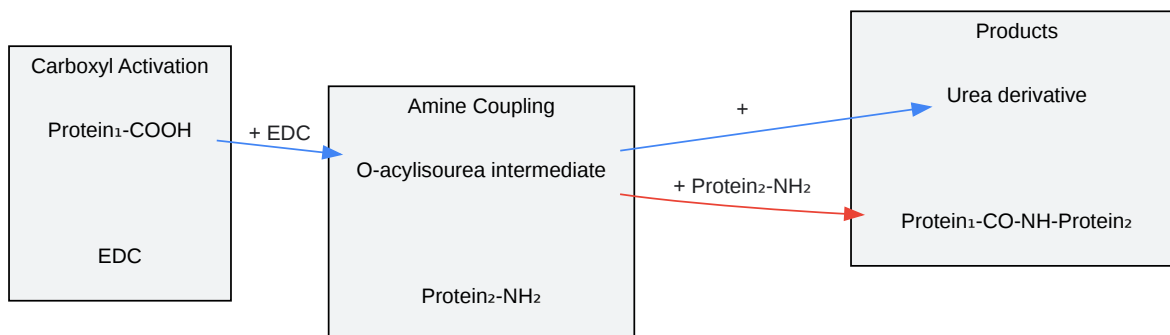 Carboxyl Activation
Protein₁-COOH
EDC
+ EDC
Amine Coupling
O-acylisourea intermediate
Protein₂-NH₂
+
+ Protein₂-NH₂
Products
Urea derivative
Protein₁-CO-NH-Protein₂